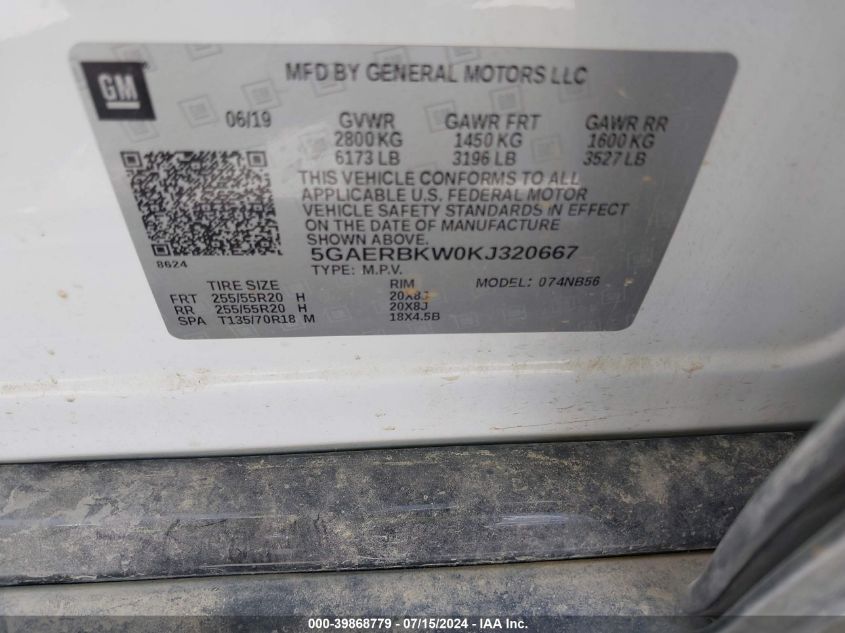 GM
MFD BY GENERAL MOTORS LLC
06/19 GVWR GAWR FRT GAWR RR
2800 KG 1450 KG 1600 KG
6173 LB 3196 LB 3527 LB
THIS VEHICLE CONFORMS TO ALL
APPLICABLE U.S. FEDERAL MOTOR
VEHICLE SAFETY STANDARDS IN EFFECT
ON THE DATE OF MANUFACTURE
SHOWN ABOVE.
8624 5GAERBKW0KJ320667
TYPE: M.P.V. MODEL: 074NB56
TIRE SIZE RIM
FRT 255/55R20 H 20X8J
RR 255/55R20 H 20X8J
SPA T135/70R18 M 18X4.5B
000-39868779 - 07/15/2024 - IAAI.com